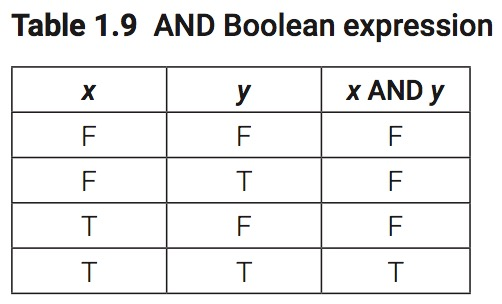 Table 1.9 AND Boolean expression
x y x AND y
F F F
F T F
T F F
T T T